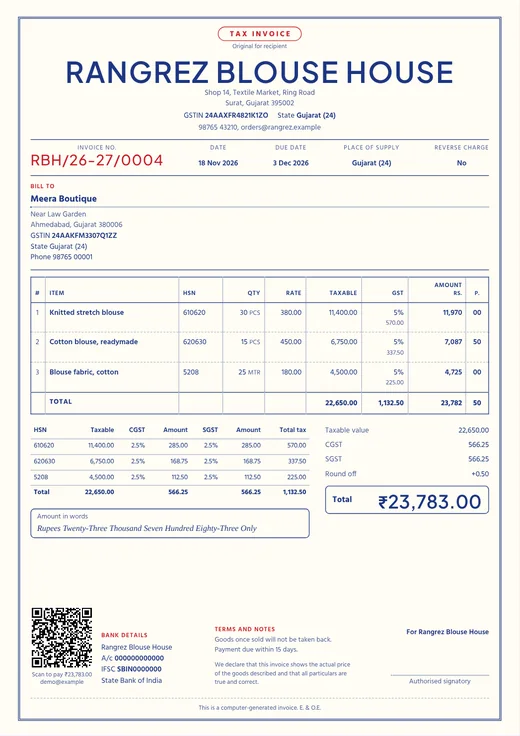 TAX INVOICE
Original for recipient
RANGREZ BLOUSE HOUSE
Shop 14, Textile Market, Ring Road
Surat, Gujarat 395002
GSTIN 24AAXFR4821K1ZO State Gujarat (24)
98765 43210, orders@rangrez.example
INVOICE NO. DATE DUE DATE PLACE OF SUPPLY REVERSE CHARGE
RBH/26-27/0004 18 Nov 2026 3 Dec 2026 Gujarat (24) No
BILL TO
Meera Boutique
Near Law Garden
Ahmedabad, Gujarat 380006
GSTIN 24AAKFM3307Q1ZZ
State Gujarat (24)
Phone 98765 00001
# ITEM HSN QTY RATE TAXABLE GST AMOUNT RS. P.
1 Knitted stretch blouse 610620 30 PCS 380.00 11,400.00 5% 11,970 00
570.00
2 Cotton blouse, readymade 620630 15 PCS 450.00 6,750.00 5% 7,087 50
337.50
3 Blouse fabric, cotton 5208 25 MTR 180.00 4,500.00 5% 4,725 00
225.00
TOTAL 22,650.00 1,132.50 23,782 50
HSN Taxable CGST Amount SGST Amount Total tax
610620 11,400.00 2.5% 285.00 2.5% 285.00 570.00
620630 6,750.00 2.5% 168.75 2.5% 168.75 337.50
5208 4,500.00 2.5% 112.50 2.5% 112.50 225.00
Total 22,650.00 566.25 566.25 1,132.50
Taxable value 22,650.00
CGST 566.25
SGST 566.25
Round off +0.50
Total ₹23,783.00
Amount in words
Rupees Twenty-Three Thousand Seven Hundred Eighty-Three Only
Scan to pay ₹23,783.00
demo@example
BANK DETAILS
Rangrez Blouse House
A/c 000000000000
IFSC SBIN0000000
State Bank of India
TERMS AND NOTES
Goods once sold will not be taken back.
Payment due within 15 days.
We declare that this invoice shows the actual price
of the goods described and that all particulars are
true and correct.
For Rangrez Blouse House
Authorised signatory
This is a computer-generated invoice. E. & O.E.